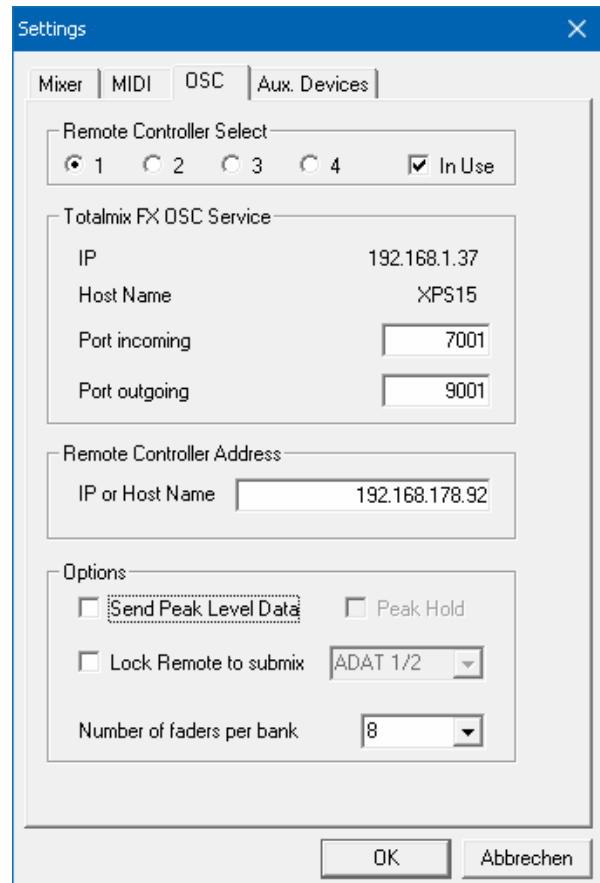 Settings
Mixer MIDI OSC Aux. Devices
Remote Controller Select
1 2 3 4 In Use
Totalmix FX OSC Service
IP 192.168.1.37
Host Name XPS15
Port incoming 7001
Port outgoing 9001
Remote Controller Address
IP or Host Name 192.168.178.92
Options
Send Peak Level Data Peak Hold
Lock Remote to submix ADAT 1/2
Number of faders per bank 8
OK Abbrechen